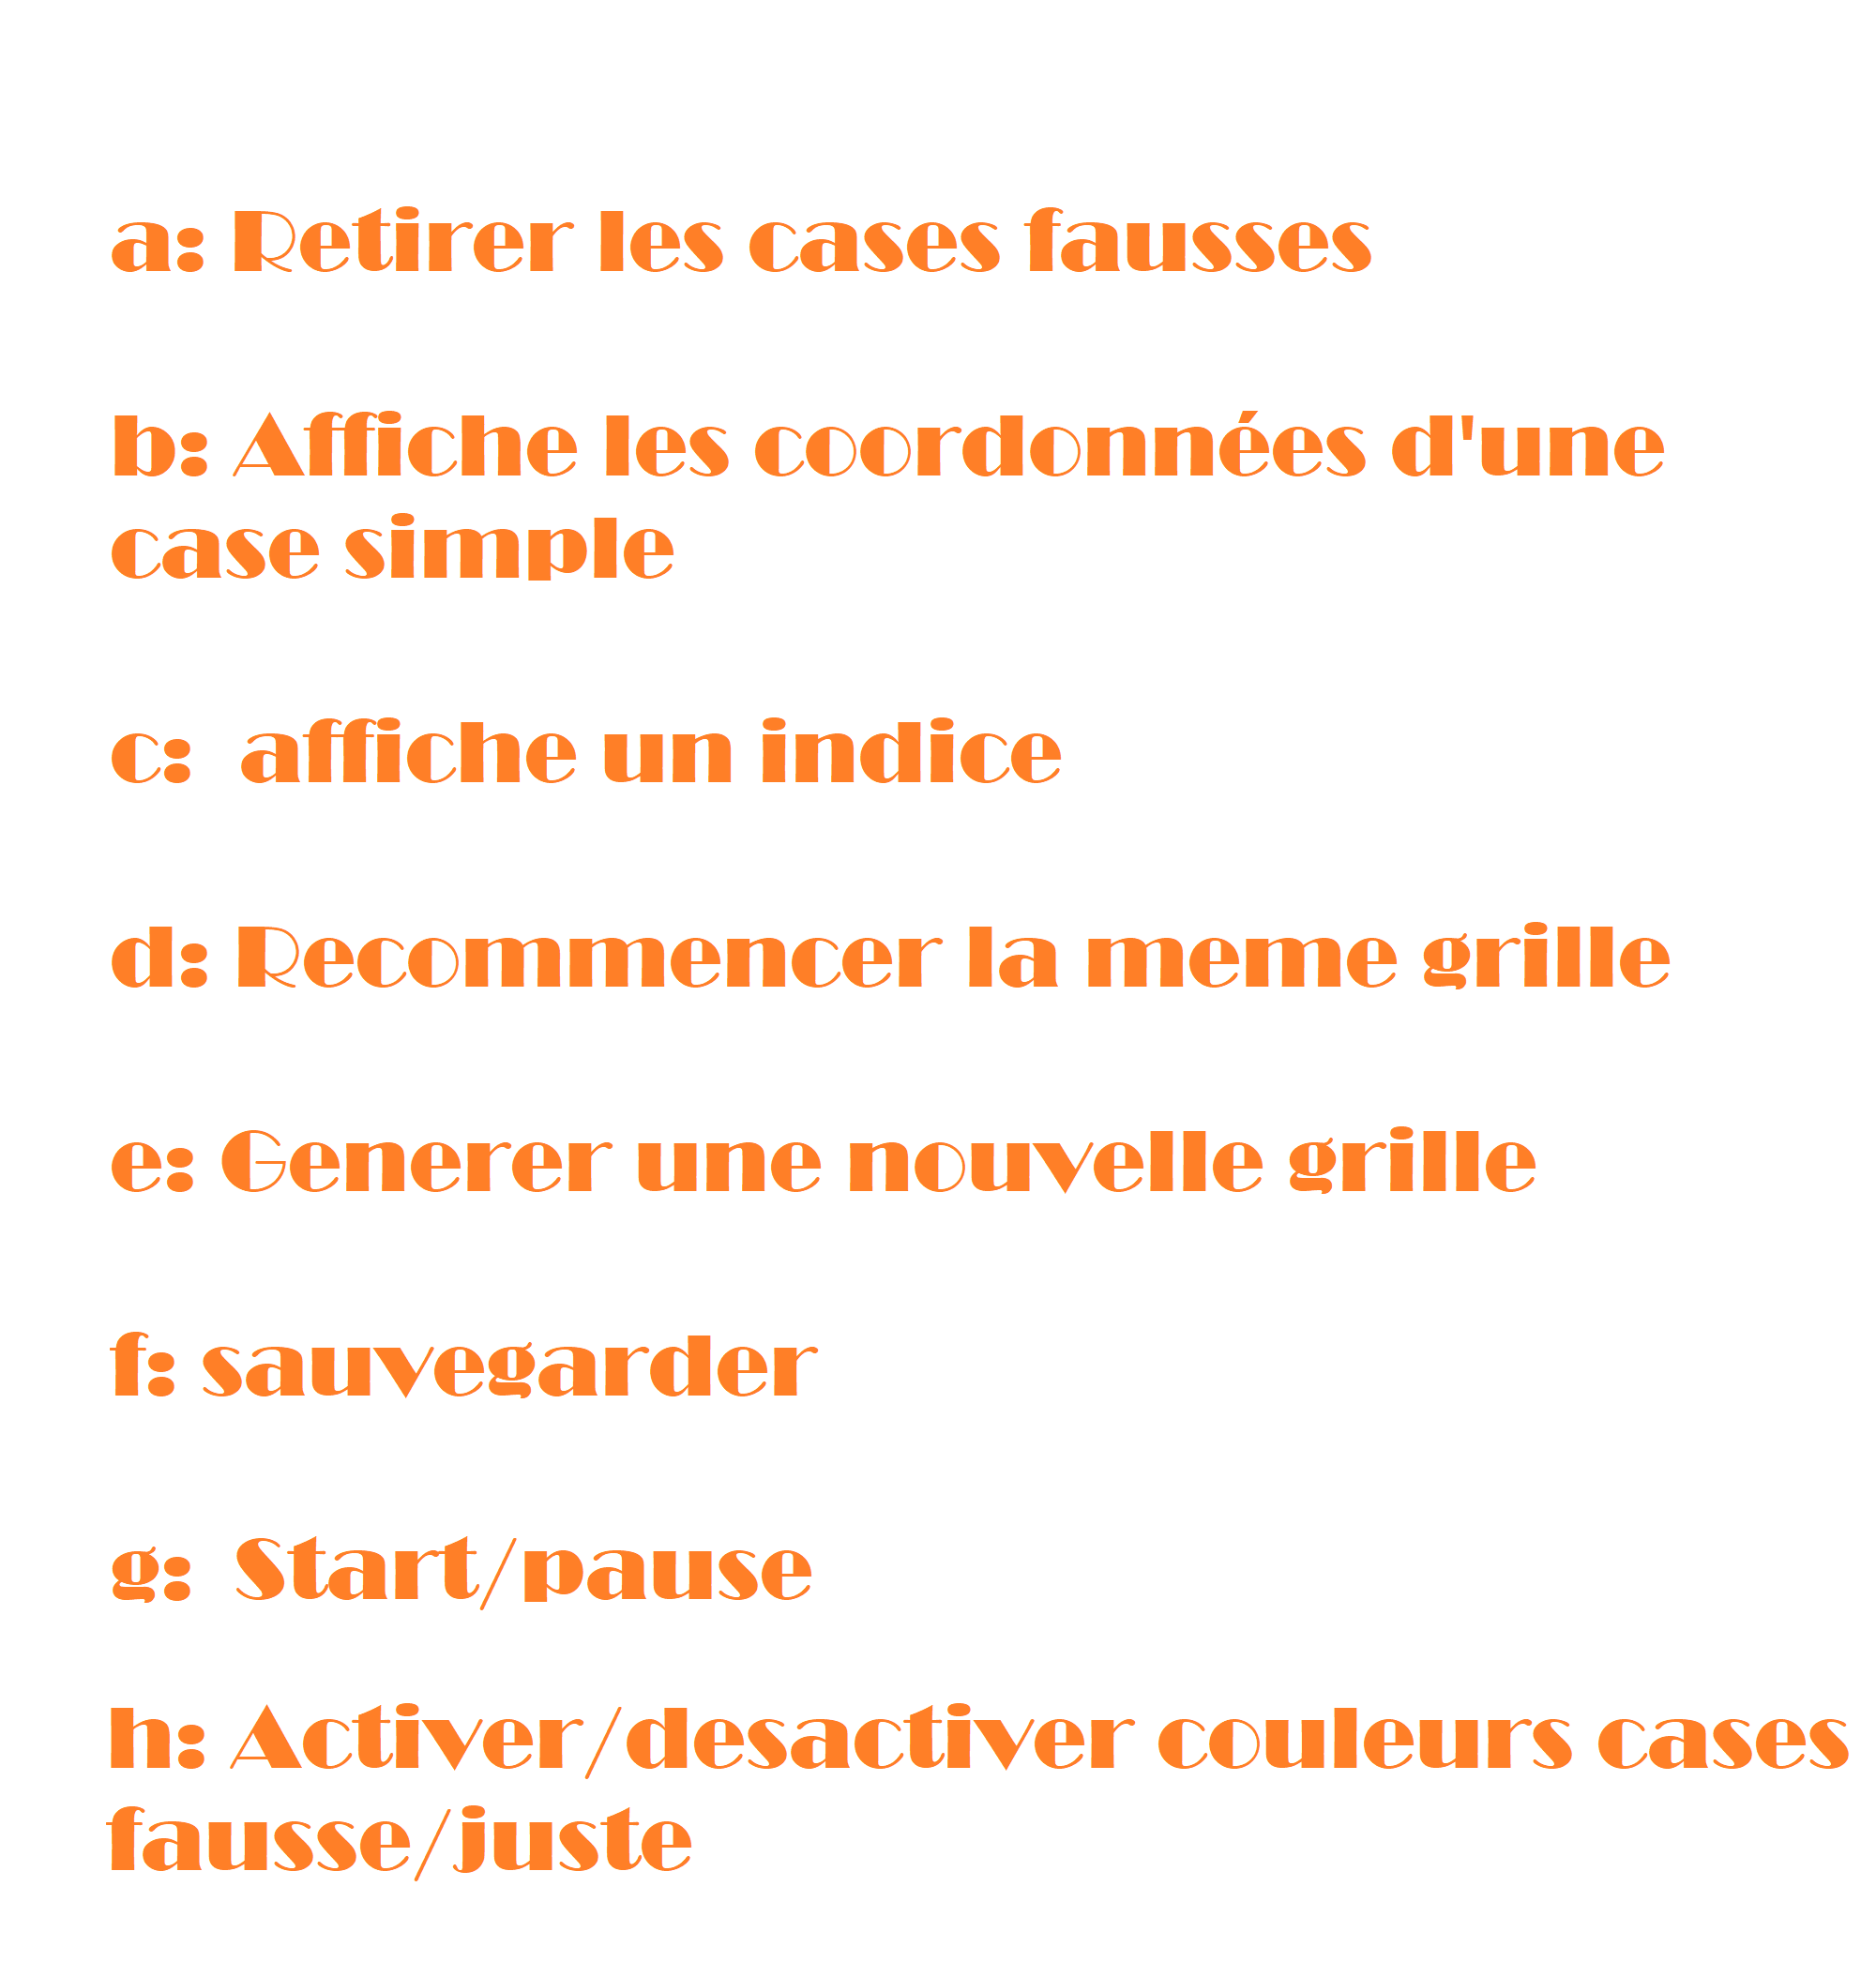 a: Retirer les cases fausses
b: Affiche les coordonnées d'une
case simple
c:  affiche un indice
d: Recommencer la meme grille
e: Generer une nouvelle grille
f: sauvegarder
g:  Start/pause
h: Activer/desactiver couleurs cases
fausse/juste